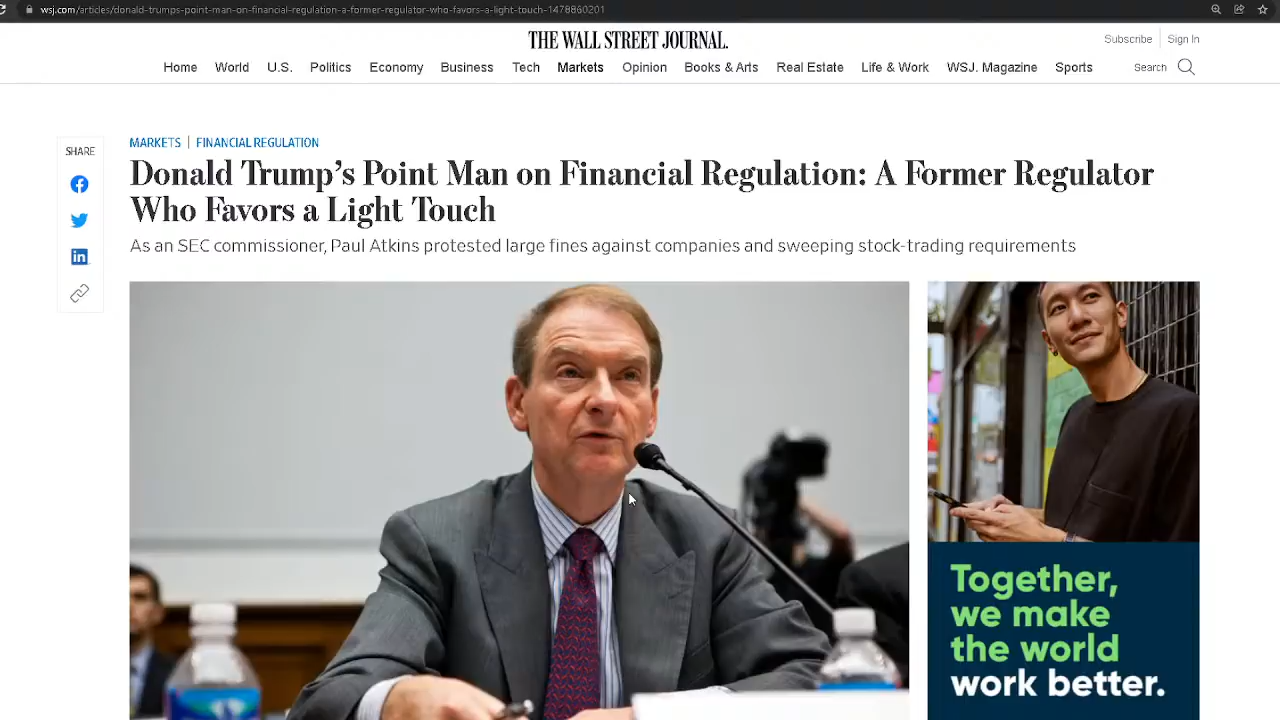 wsj.com/articles/donald-trumps-point-man-on-financial-regulation-a-former-regulator-who-favors-a-light-touch-1478860201
THE WALL STREET JOURNAL.
Subscribe
Sign In
Home
World
U.S.
Politics
Economy
Business
Tech
Markets
Opinion
Books & Arts
Real Estate
Life & Work
WSJ. Magazine
Sports
Search
SHARE
MARKETS | FINANCIAL REGULATION
Donald Trump’s Point Man on Financial Regulation: A Former Regulator
Who Favors a Light Touch
As an SEC commissioner, Paul Atkins protested large fines against companies and sweeping stock-trading requirements
Together,
we make
the world
work better.